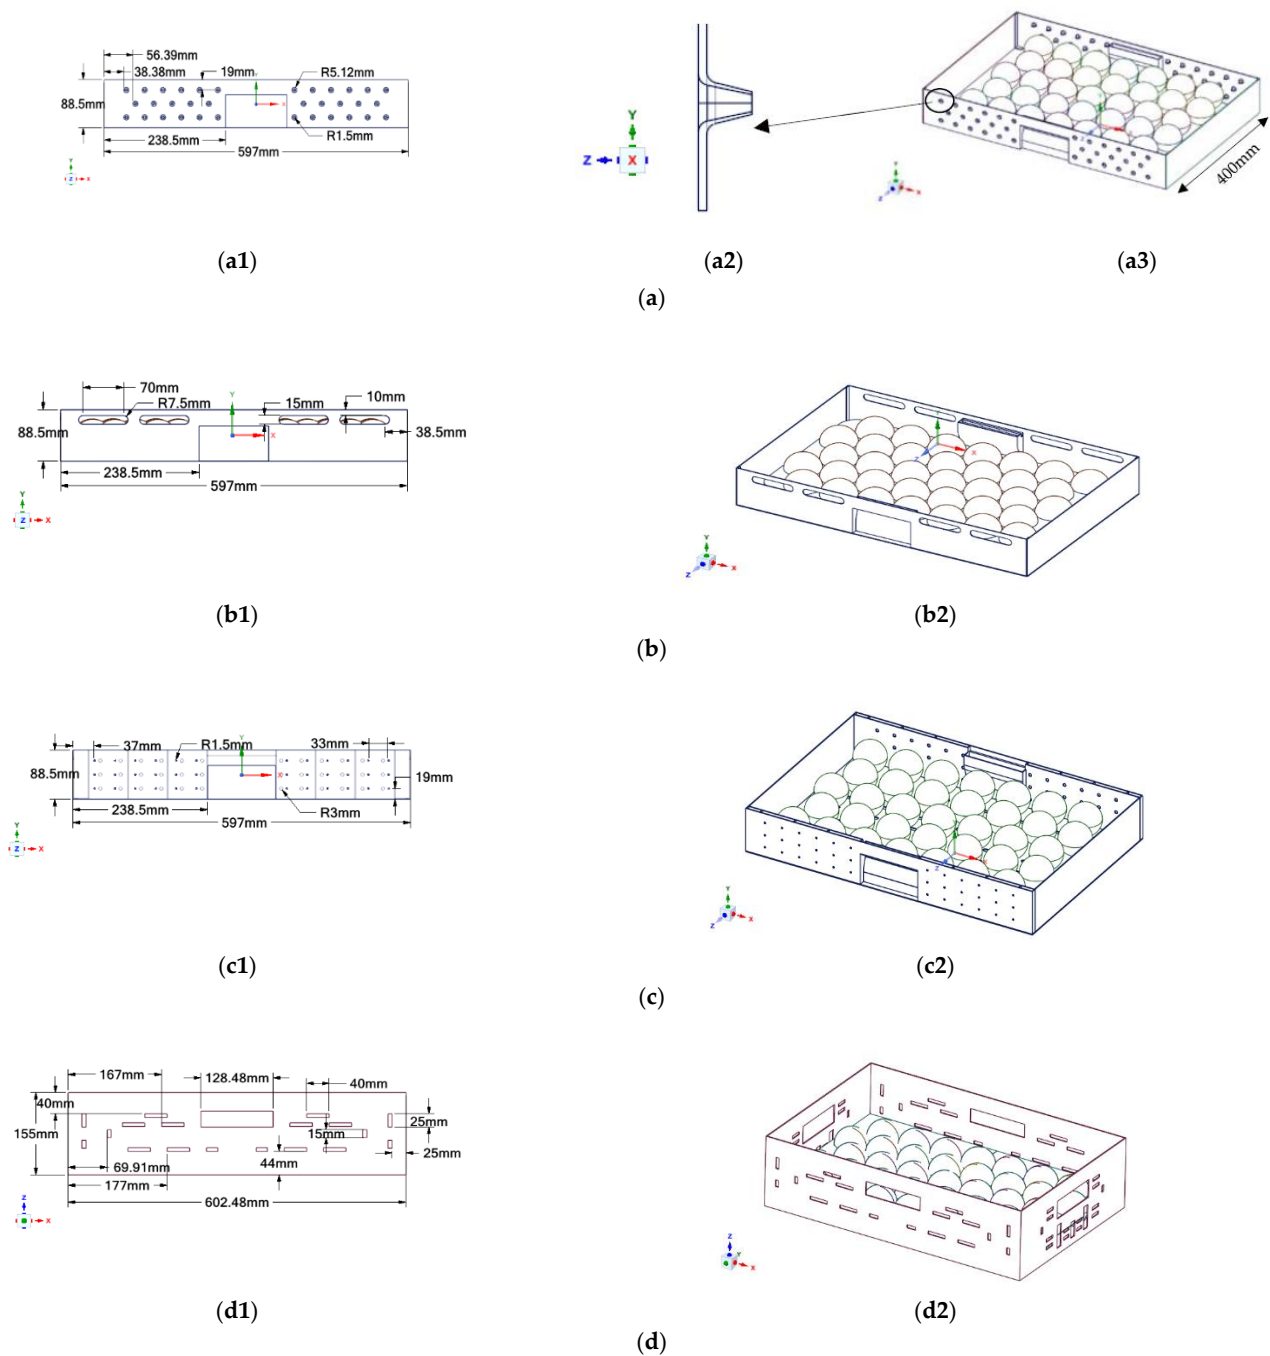 56.39mm
38.38mm 19mm R5.12mm
Y
88.5mm X
R1.5mm
238.5mm
597mm
Y
Z X
Y
Z X
400mm
Y
Z X
(a1) (a2) (a3)
(a)
70mm 10mm
R7.5mm 15mm
Y
88.5mm X 38.5mm
238.5mm
597mm
Y
Z X
Y
Z X
Y
Z X
(b1) (b2)
(b)
37mm R1.5mm Y 33mm
88.5mm X 19mm
238.5mm R3mm
597mm
Y
Z X
Y
Z X
Y
Z X
(c1) (c2)
(c)
167mm 128.48mm 40mm
40mm
25mm
155mm 15mm
44mm 25mm
69.91mm
177mm
602.48mm
Z
X
Z
Y
X
(d1) (d2)
(d)